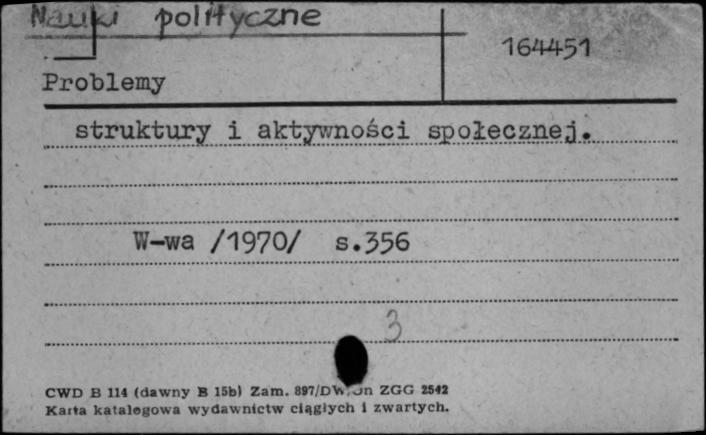 Nauki polityczne
164451
Problemy
struktury i aktywności społecznej.
W-wa /1970/ s.356
3
CWD B 114 (dawny B 15b) Zam. 897/DW. ZGG 2542
Karta katalogowa wydawnictw ciągłych i zwartych.